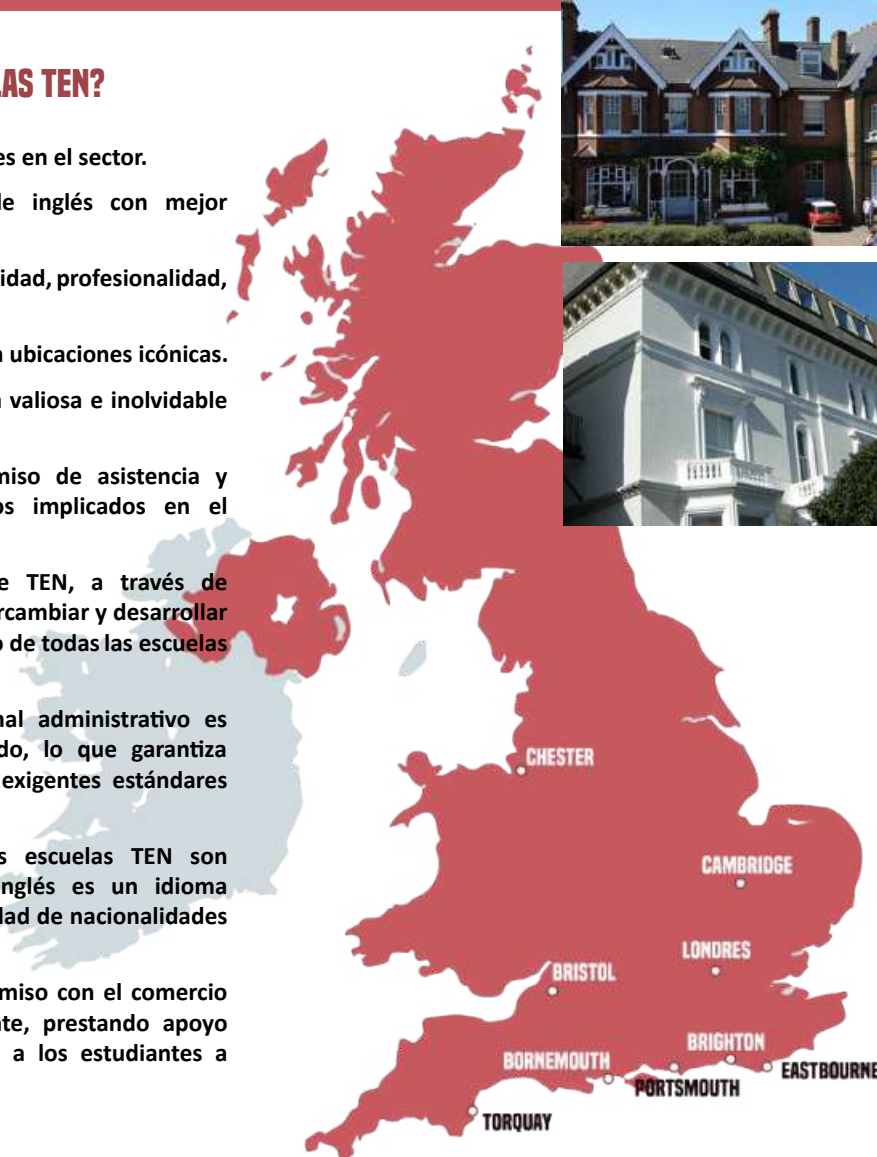 LAS TEN?
es en el sector.
de inglés con mejor
idad, profesionalidad,
ubicaciones icónicas.
valiosa e inolvidable
miso de asistencia y
os implicados en el
e TEN, a través de
rcambiar y desarrollar
o de todas las escuelas
nal administrativo es
do, lo que garantiza
exigentes estándares
s escuelas TEN son
inglés es un idioma
dad de nacionalidades
miso con el comercio
nte, prestando apoyo
a los estudiantes a
CHESTER
CAMBRIDGE
LONDRES
BRISTOL
BRIGHTON
BORNEMOUTH
EASTBOURNE
PORTSMOUTH
TORQUAY